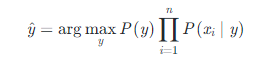 ŷ = arg max_y P(y) ∏_{i=1}^{n} P(x_i | y)